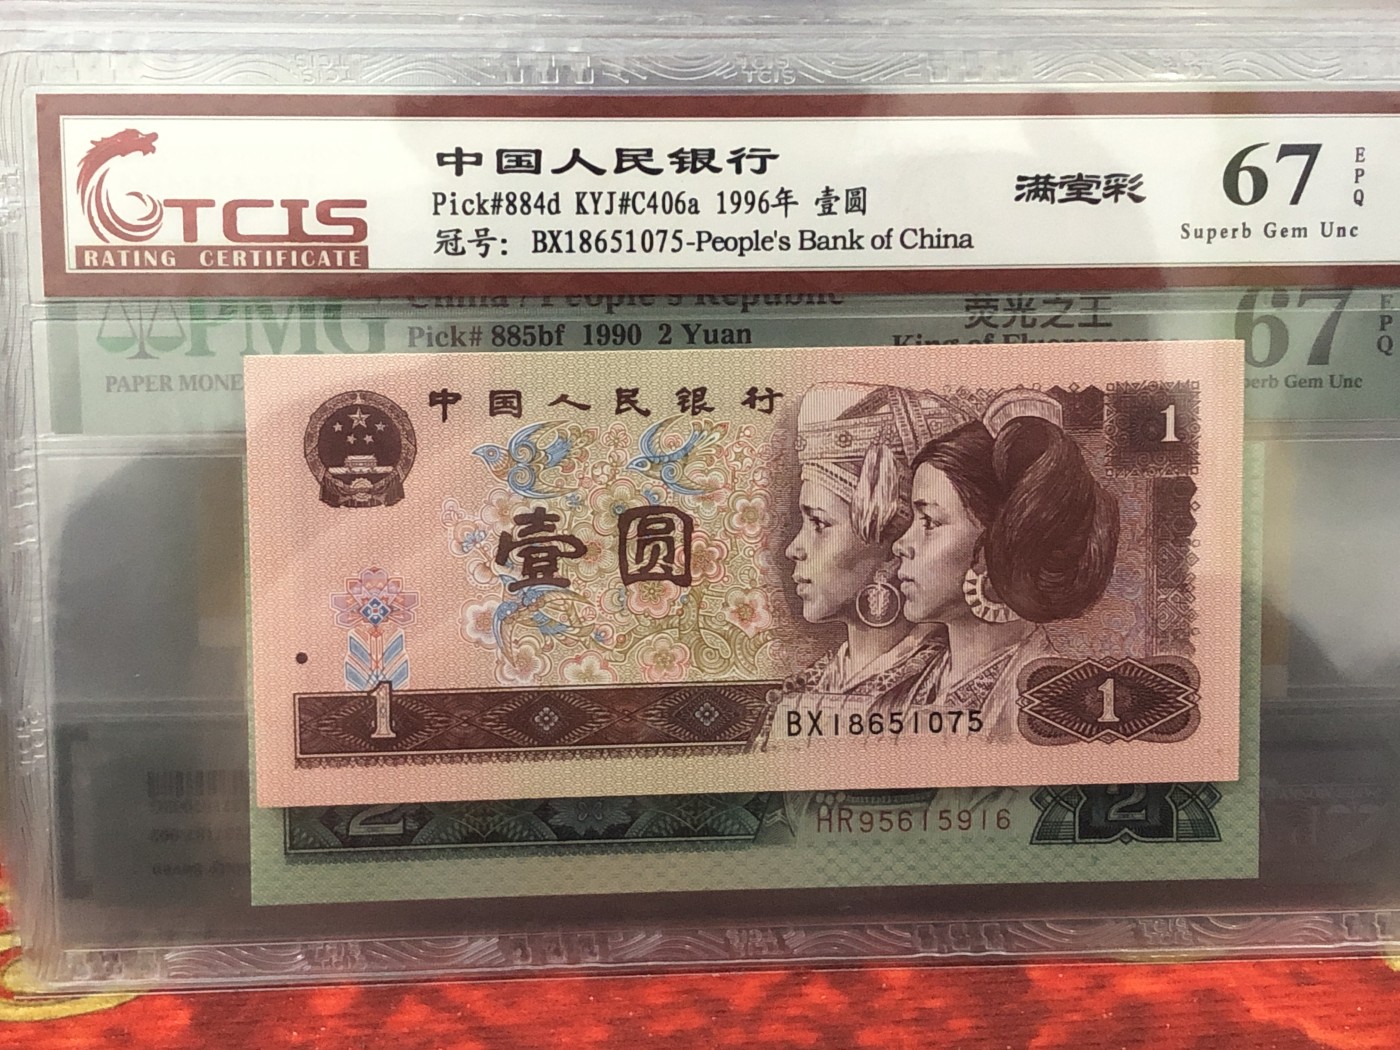 中国人民银行
Pick#884d KYJ#C406a 1996年 壹圆
冠号: BX18651075-People's Bank of China
满堂彩
67
EPQ
Superb Gem Unc
TCIS
RATING CERTIFICATE
China / People's Republic
PMG
Pick# 885bf 1990 2 Yuan
荧光之王
King of Fluorescence
67
EPQ
PAPER MONE
perb Gem Unc
中国人民银行
1
壹圆
1
BX18651075
1
2
HR95615916
2